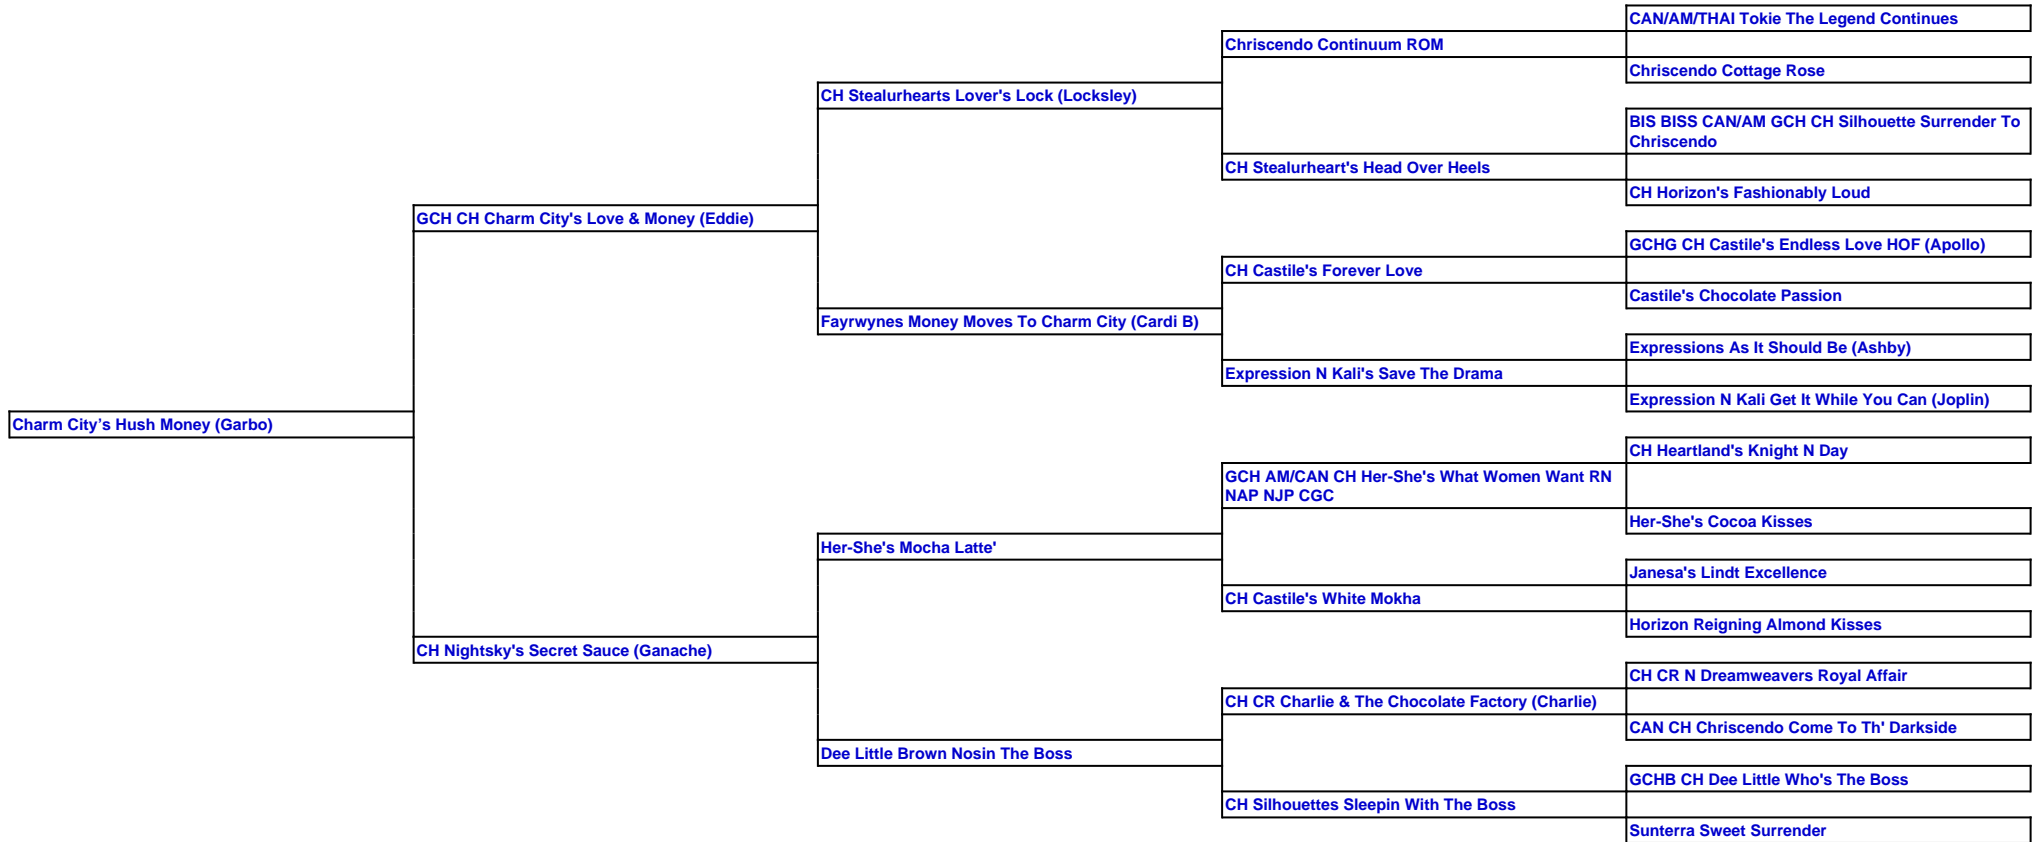 CAN/AM/THAI Tokie The Legend Continues
Chriscendo Continuum ROM
Chriscendo Cottage Rose
CH Stealurhearts Lover's Lock (Locksley)
BIS BISS CAN/AM GCH CH Silhouette Surrender To
Chriscendo
CH Stealurheart's Head Over Heels
CH Horizon's Fashionably Loud
GCH CH Charm City's Love & Money (Eddie)
GCHG CH Castile's Endless Love HOF (Apollo)
CH Castile's Forever Love
Castile's Chocolate Passion
Fayrwynes Money Moves To Charm City (Cardi B)
Expressions As It Should Be (Ashby)
Expression N Kali's Save The Drama
Expression N Kali Get It While You Can (Joplin)
Charm City’s Hush Money (Garbo)
CH Heartland's Knight N Day
GCH AM/CAN CH Her-She's What Women Want RN
NAP NJP CGC
Her-She's Cocoa Kisses
Her-She's Mocha Latte'
Janesa's Lindt Excellence
CH Castile's White Mokha
Horizon Reigning Almond Kisses
CH Nightsky's Secret Sauce (Ganache)
CH CR N Dreamweavers Royal Affair
CH CR Charlie & The Chocolate Factory (Charlie)
CAN CH Chriscendo Come To Th' Darkside
Dee Little Brown Nosin The Boss
GCHB CH Dee Little Who's The Boss
CH Silhouettes Sleepin With The Boss
Sunterra Sweet Surrender